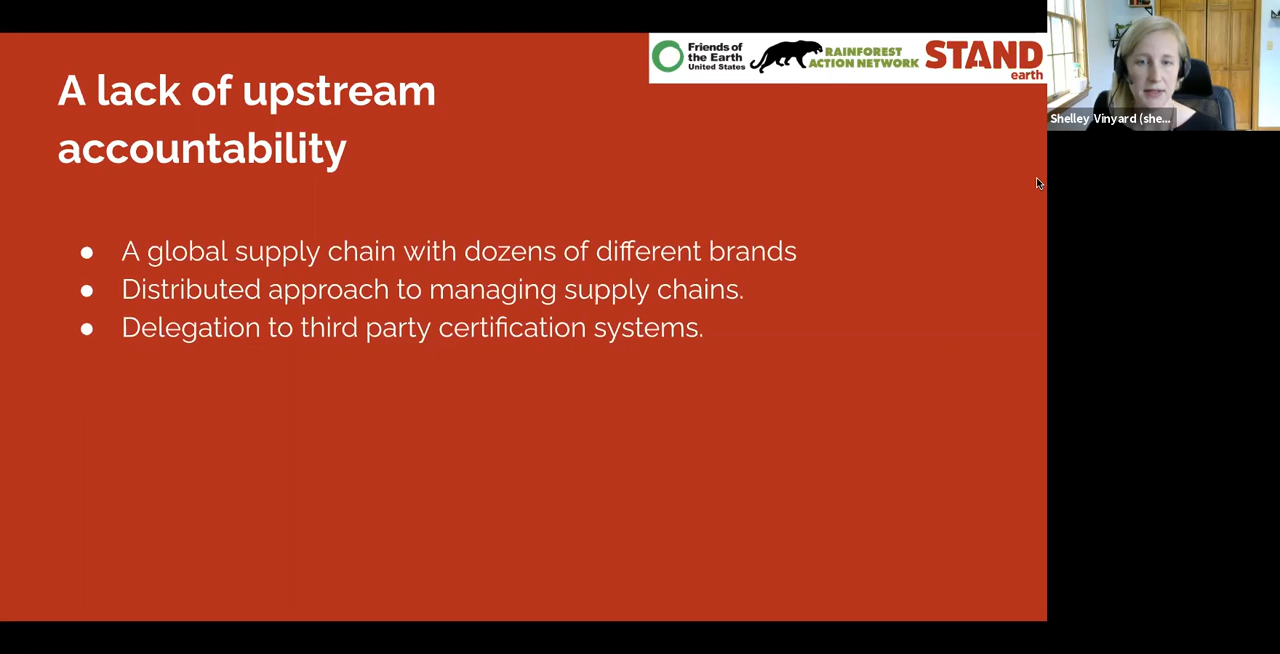 A lack of upstream
accountability
Friends of
the Earth
United States
RAINFOREST
ACTION NETWORK
STAND
earth
Shelley Vinyard (she...
● A global supply chain with dozens of different brands
● Distributed approach to managing supply chains.
● Delegation to third party certification systems.